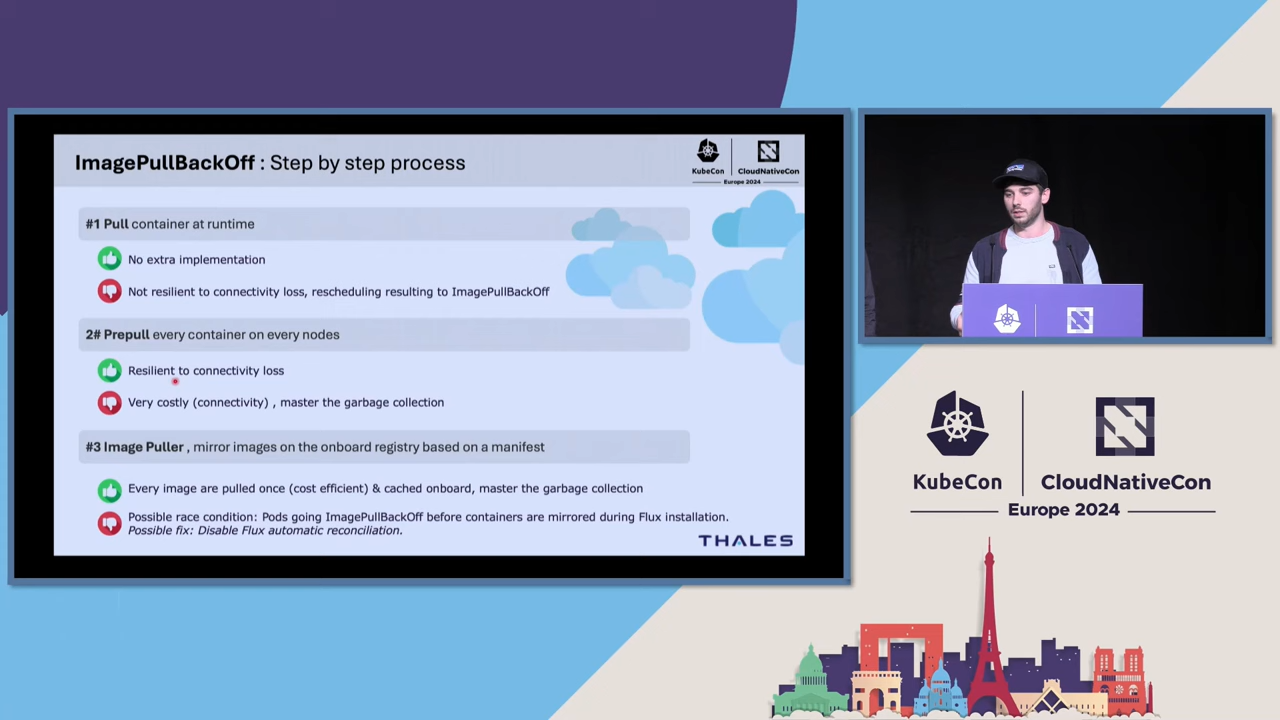 ImagePullBackOff : Step by step process
KubeCon
CloudNativeCon
Europe 2024
#1 Pull container at runtime
No extra implementation
Not resilient to connectivity loss, rescheduling resulting to ImagePullBackOff
2# Prepull every container on every nodes
Resilient to connectivity loss
Very costly (connectivity) , master the garbage collection
#3 Image Puller , mirror images on the onboard registry based on a manifest
Every image are pulled once (cost efficient) & cached onboard, master the garbage collection
Possible race condition: Pods going ImagePullBackOff before containers are mirrored during Flux installation.
Possible fix: Disable Flux automatic reconciliation.
THALES
KubeCon
CloudNativeCon
Europe 2024